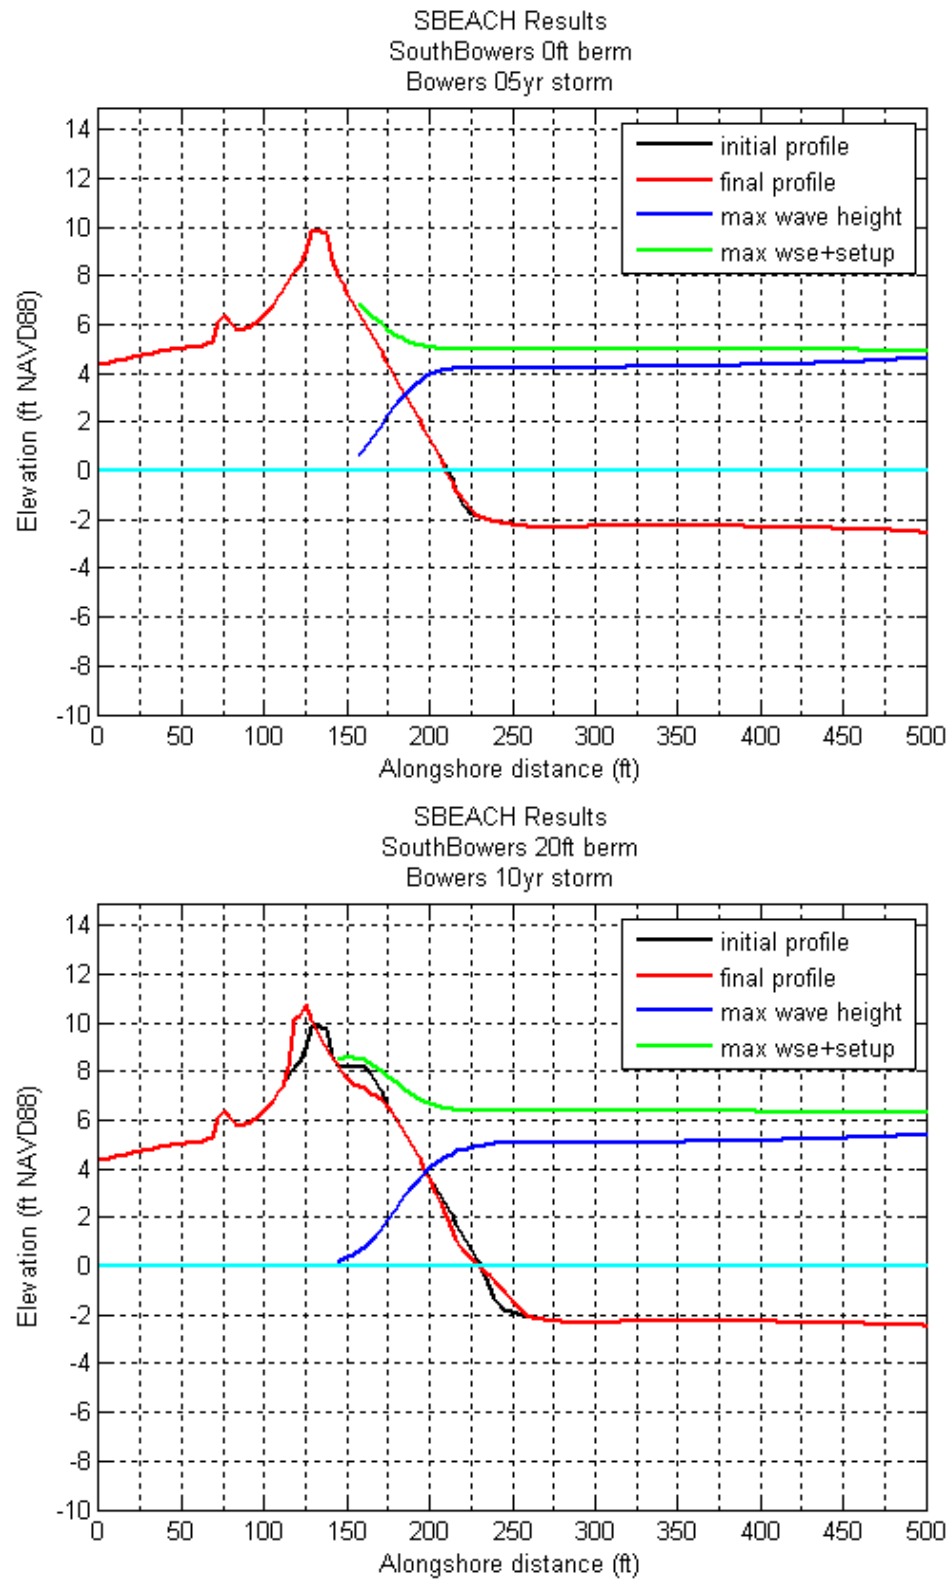 SBEACH Results
SouthBowers 0ft berm
Bowers 05yr storm
initial profile
final profile
max wave height
max wse+setup
Elevation (ft NAVD88)
14
12
10
8
6
4
2
0
-2
-4
-6
-8
-10
0 50 100 150 200 250 300 350 400 450 500
Alongshore distance (ft)
SBEACH Results
SouthBowers 20ft berm
Bowers 10yr storm
initial profile
final profile
max wave height
max wse+setup
Elevation (ft NAVD88)
14
12
10
8
6
4
2
0
-2
-4
-6
-8
-10
0 50 100 150 200 250 300 350 400 450 500
Alongshore distance (ft)